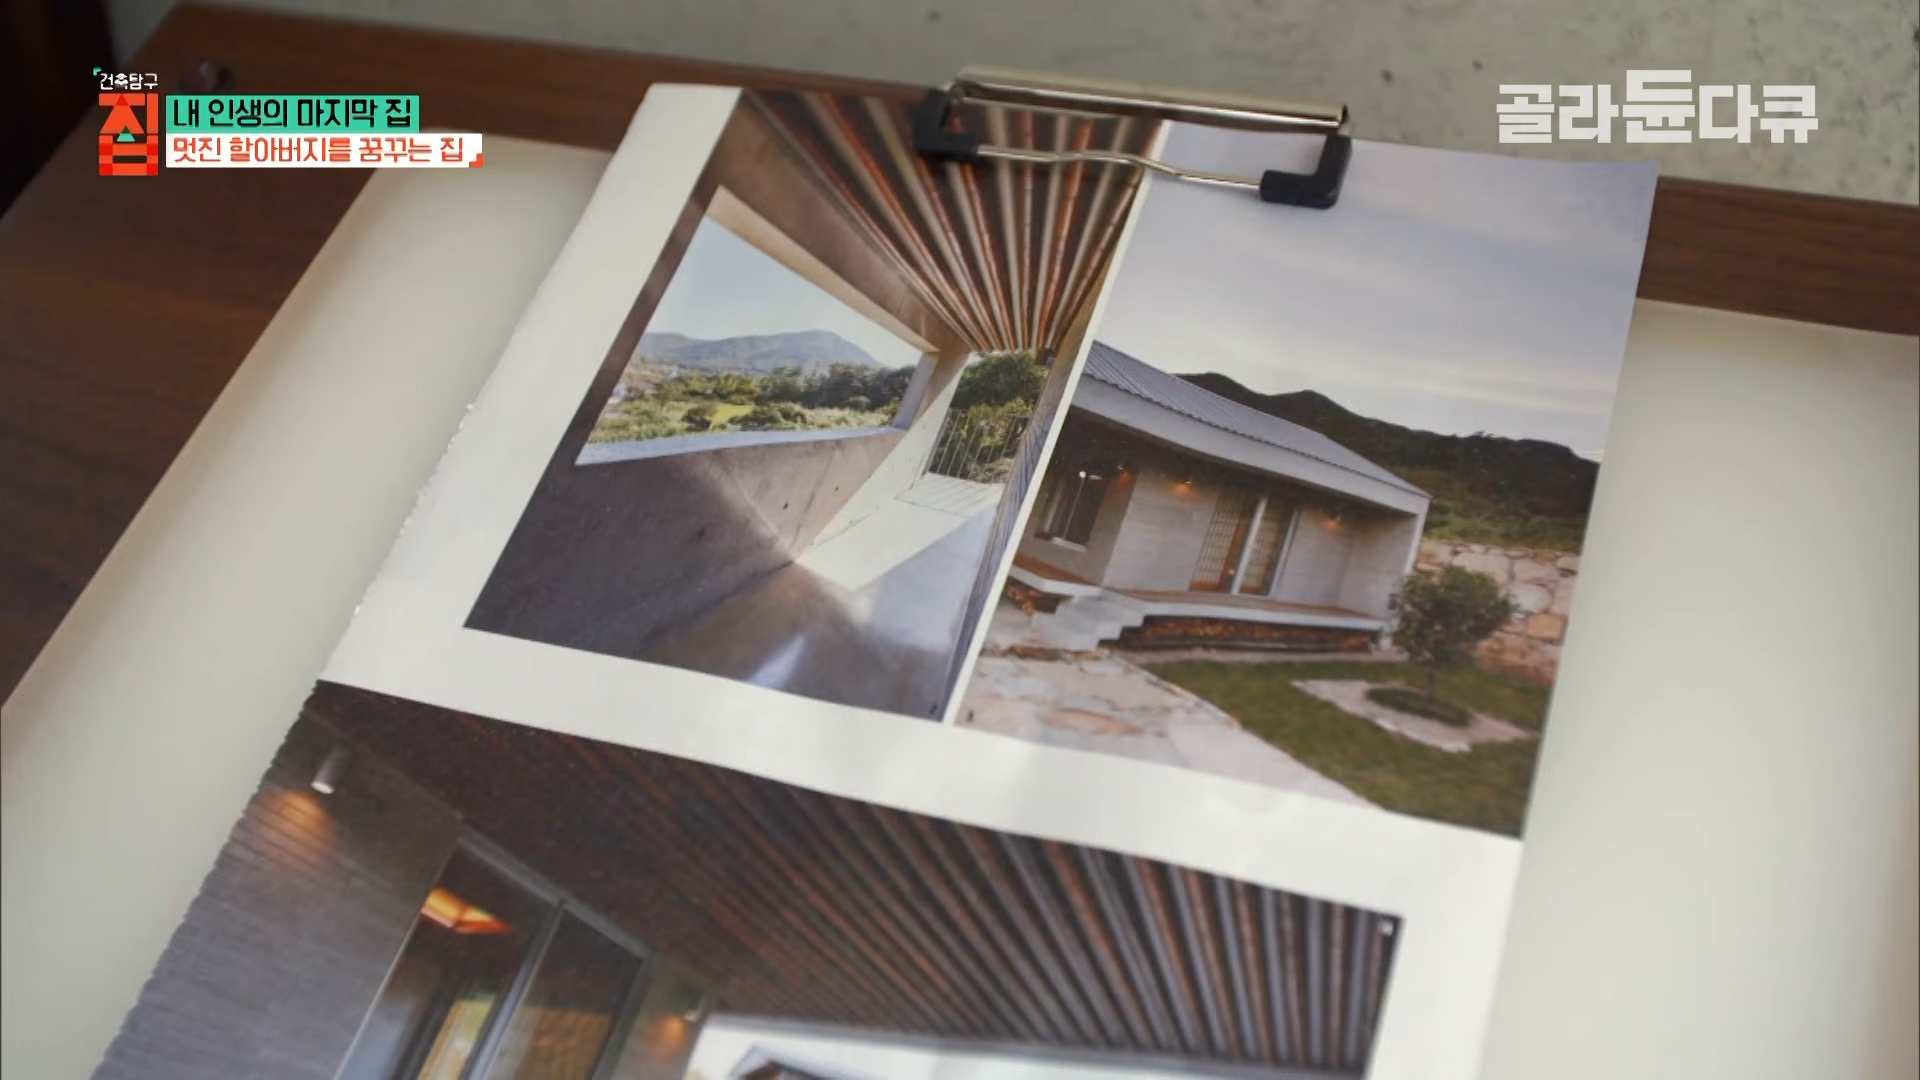 건축탐구
집
내 인생의 마지막 집
멋진 할아버지를 꿈꾸는 집
골라듄다큐